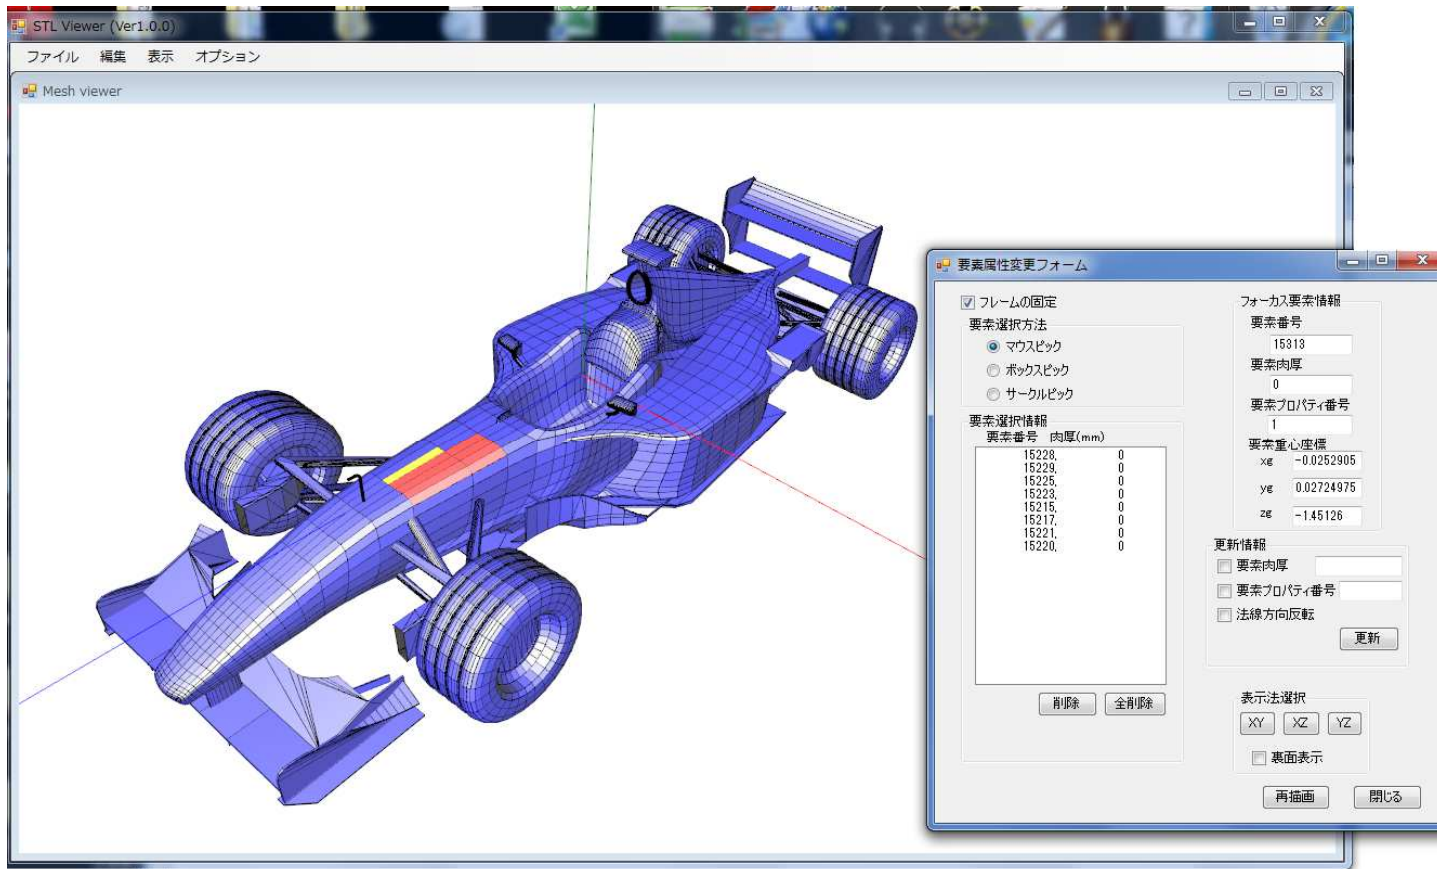 STL Viewer (Ver1.0.0)
ファイル 編集 表示 オプション
Mesh viewer
要素属性変更フォーム
フレームの固定
要素選択方法
マウスピック
ボックスピック
サークルピック
要素選択情報
要素番号 肉厚(mm)
15228, 0
15229, 0
15225, 0
15223, 0
15215, 0
15217, 0
15221, 0
15220, 0
削除 全削除
フォーカス要素情報
要素番号
15313
要素肉厚
0
要素プロパティ番号
1
要素重心座標
xg -0.0252905
yg 0.02724975
zg -1.45126
更新情報
要素肉厚
要素プロパティ番号
法線方向反転
更新
表示法選択
XY XZ YZ
裏面表示
再描画 閉じる